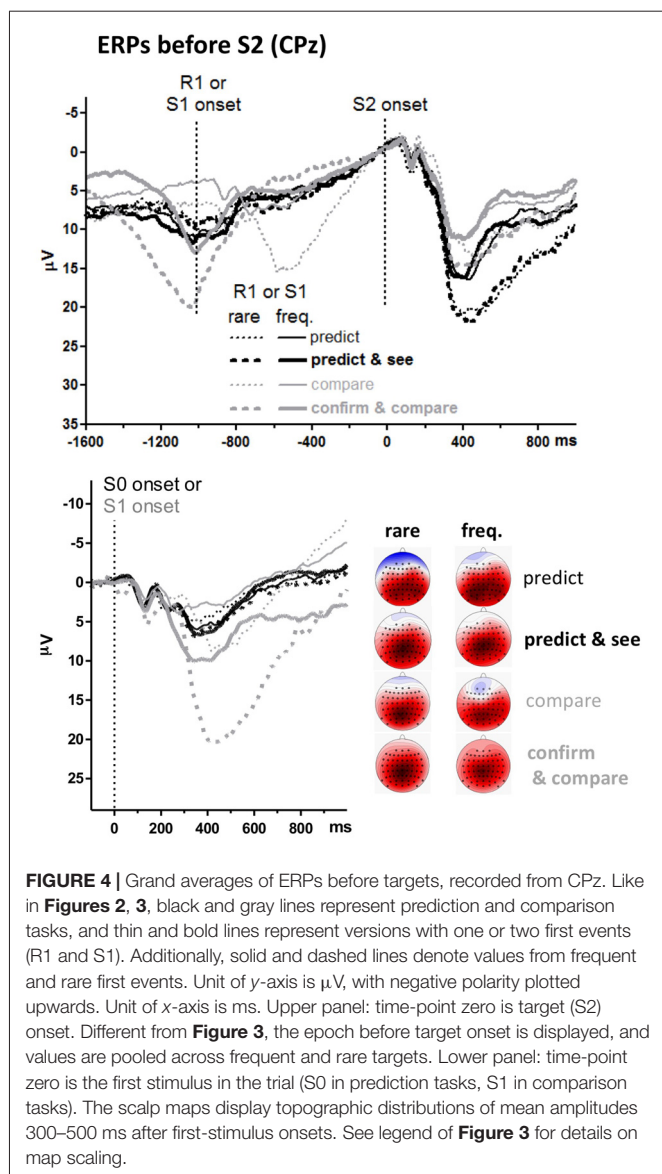 ERPs before S2 (CPz)
R1 or
S1 onset
S2 onset
-5
0
5
10
15
20
25
30
35
µV
R1 or S1
rare freq.
predict
predict & see
compare
confirm & compare
-1600 -1200 -800 -400 0 400 800 ms
S0 onset or
S1 onset
-10
-5
0
5
10
15
20
25
µV
0 200 400 600 800 ms
rare freq.
predict
predict & see
compare
confirm
& compare
FIGURE 4 | Grand averages of ERPs before targets, recorded from CPz. Like
in Figures 2, 3, black and gray lines represent prediction and comparison
tasks, and thin and bold lines represent versions with one or two first events
(R1 and S1). Additionally, solid and dashed lines denote values from frequent
and rare first events. Unit of y-axis is µV, with negative polarity plotted
upwards. Unit of x-axis is ms. Upper panel: time-point zero is target (S2)
onset. Different from Figure 3, the epoch before target onset is displayed, and
values are pooled across frequent and rare targets. Lower panel: time-point
zero is the first stimulus in the trial (S0 in prediction tasks, S1 in comparison
tasks). The scalp maps display topographic distributions of mean amplitudes
300–500 ms after first-stimulus onsets. See legend of Figure 3 for details on
map scaling.